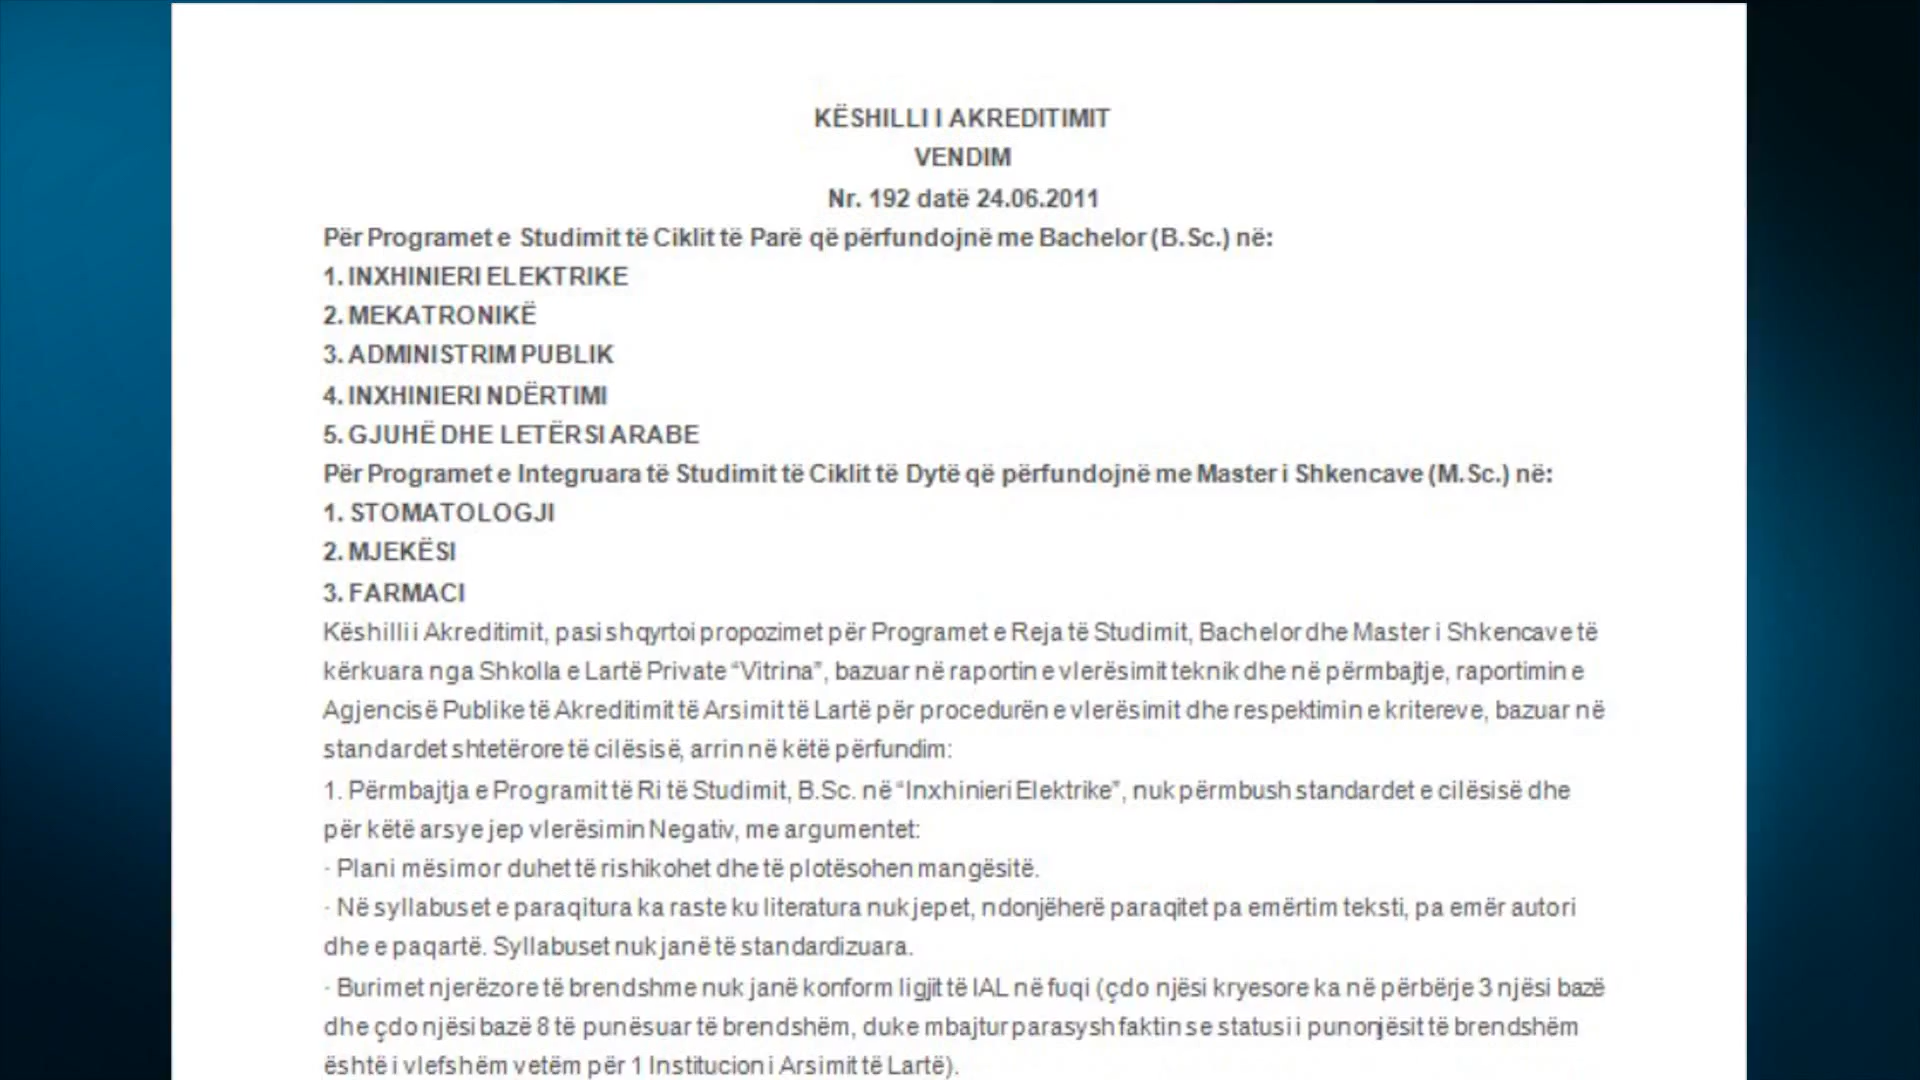 KËSHILLI I AKREDITIMIT
VENDIM
Nr. 192 datë 24.06.2011
Për Programet e Studimit të Ciklit të Parë që përfundojnë me Bachelor (B.Sc.) në:
1. INXHINIERI ELEKTRIKE
2. MEKATRONIKË
3. ADMINISTRIM PUBLIK
4. INXHINIERI NDËRTIMI
5. GJUHË DHE LETËRSI ARABE
Për Programet e Integruara të Studimit të Ciklit të Dytë që përfundojnë me Master i Shkencave (M.Sc.) në:
1. STOMATOLOGJI
2. MJEKËSI
3. FARMACI
Këshilli i Akreditimit, pasi shqyrtoi propozimet për Programet e Reja të Studimit, Bachelor dhe Master i Shkencave të
kërkuara nga Shkolla e Lartë Private “Vitrina”, bazuar në raportin e vlerësimit teknik dhe në përmbajtje, raportimin e
Agjencisë Publike të Akreditimit të Arsimit të Lartë për procedurën e vlerësimit dhe respektimin e kritereve, bazuar në
standardet shtetërore të cilësisë, arrin në këtë përfundim:
1. Përmbajtja e Programit të Ri të Studimit, B.Sc. në “Inxhinieri Elektrike”, nuk përmbush standardet e cilësisë dhe
për këtë arsye jep vlerësimin Negativ, me argumentet:
· Plani mësimor duhet të rishikohet dhe të plotësohen mangësitë.
· Në syllabuset e paraqitura ka raste ku literatura nuk jepet, ndonjëherë paraqitet pa emërtim teksti, pa emër autori
dhe e paqartë. Syllabuset nuk janë të standardizuara.
· Burimet njerëzore të brendshme nuk janë konform ligjit të IAL në fuqi (çdo njësi kryesore ka në përbërje 3 njësi bazë
dhe çdo njësi bazë 8 të punësuar të brendshëm, duke mbajtur parasysh faktin se statusi i punonjësit të brendshëm
është i vlefshëm vetëm për 1 Institucion i Arsimit të Lartë).